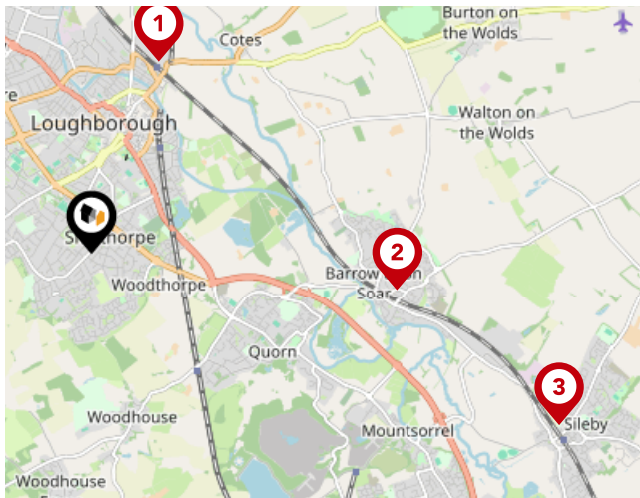 1
Burton on
the Wolds
Cotes
re
Loughborough
Walton on
the Wolds
Woodthorpe
2
Barrow
Soar
Quorn
3
Sileby
Woodhouse
Mountsorrel
Woodhouse